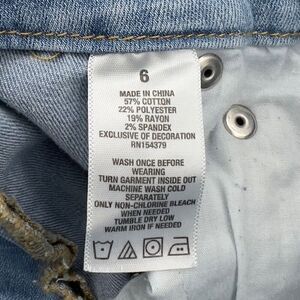 6
MADE IN CHINA
57% COTTON
22% POLYESTER
19% RAYON
2% SPANDEX
EXCLUSIVE OF DECORATION
RN154379
WASH ONCE BEFORE
WEARING
TURN GARMENT INSIDE OUT
MACHINE WASH COLD
SEPARATELY
ONLY NON-CHLORINE BLEACH
WHEN NEEDED
TUMBLE DRY LOW
WARM IRON IF NEEDED